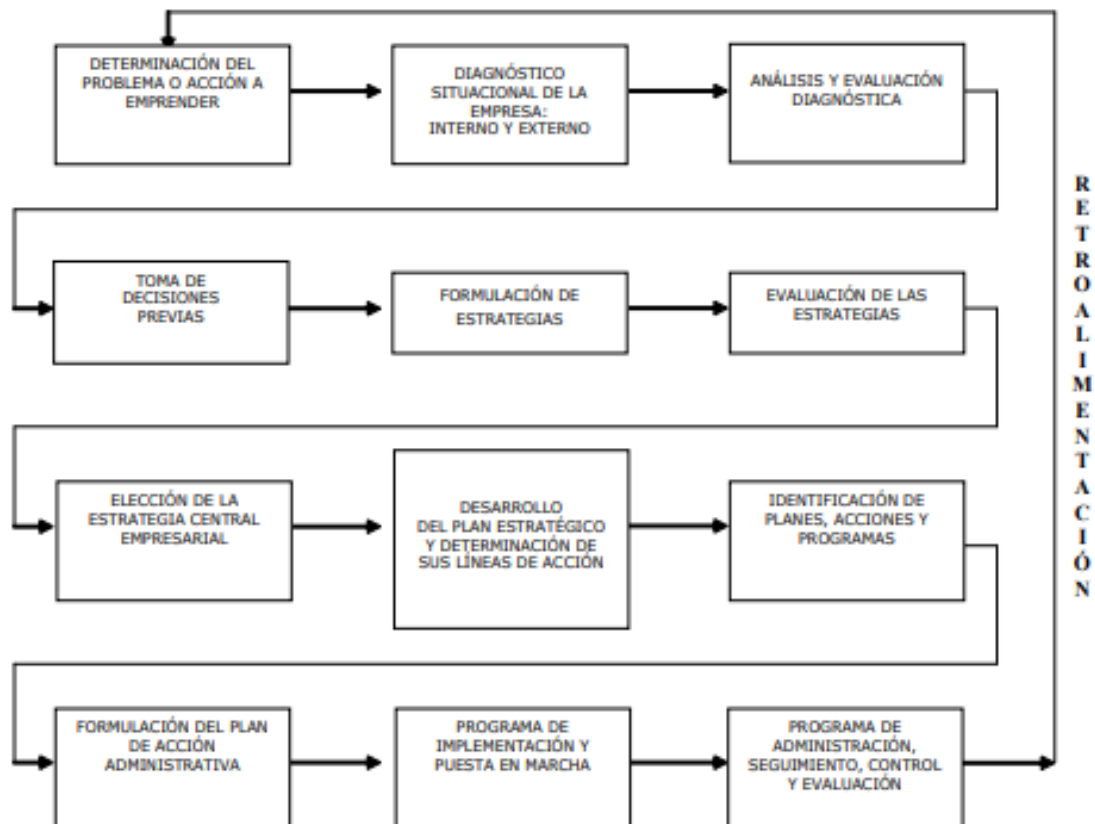 DETERMINACIÓN DEL
PROBLEMA O ACCIÓN A
EMPRENDER
DIAGNÓSTICO
SITUACIONAL DE LA
EMPRESA:
INTERNO Y EXTERNO
ANÁLISIS Y EVALUACIÓN
DIAGNÓSTICA
TOMA DE
DECISIONES
PREVIAS
FORMULACIÓN DE
ESTRATEGIAS
EVALUACIÓN DE LAS
ESTRATEGIAS
ELECCIÓN DE LA
ESTRATEGIA CENTRAL
EMPRESARIAL
DESARROLLO
DEL PLAN ESTRATÉGICO
Y DETERMINACIÓN DE
SUS LÍNEAS DE ACCIÓN
IDENTIFICACIÓN DE
PLANES, ACCIONES Y
PROGRAMAS
FORMULACIÓN DEL PLAN
DE ACCIÓN
ADMINISTRATIVA
PROGRAMA DE
IMPLEMENTACIÓN Y
PUESTA EN MARCHA
PROGRAMA DE
ADMINISTRACIÓN,
SEGUIMIENTO, CONTROL
Y EVALUACIÓN
RETROALIMENTACIÓN